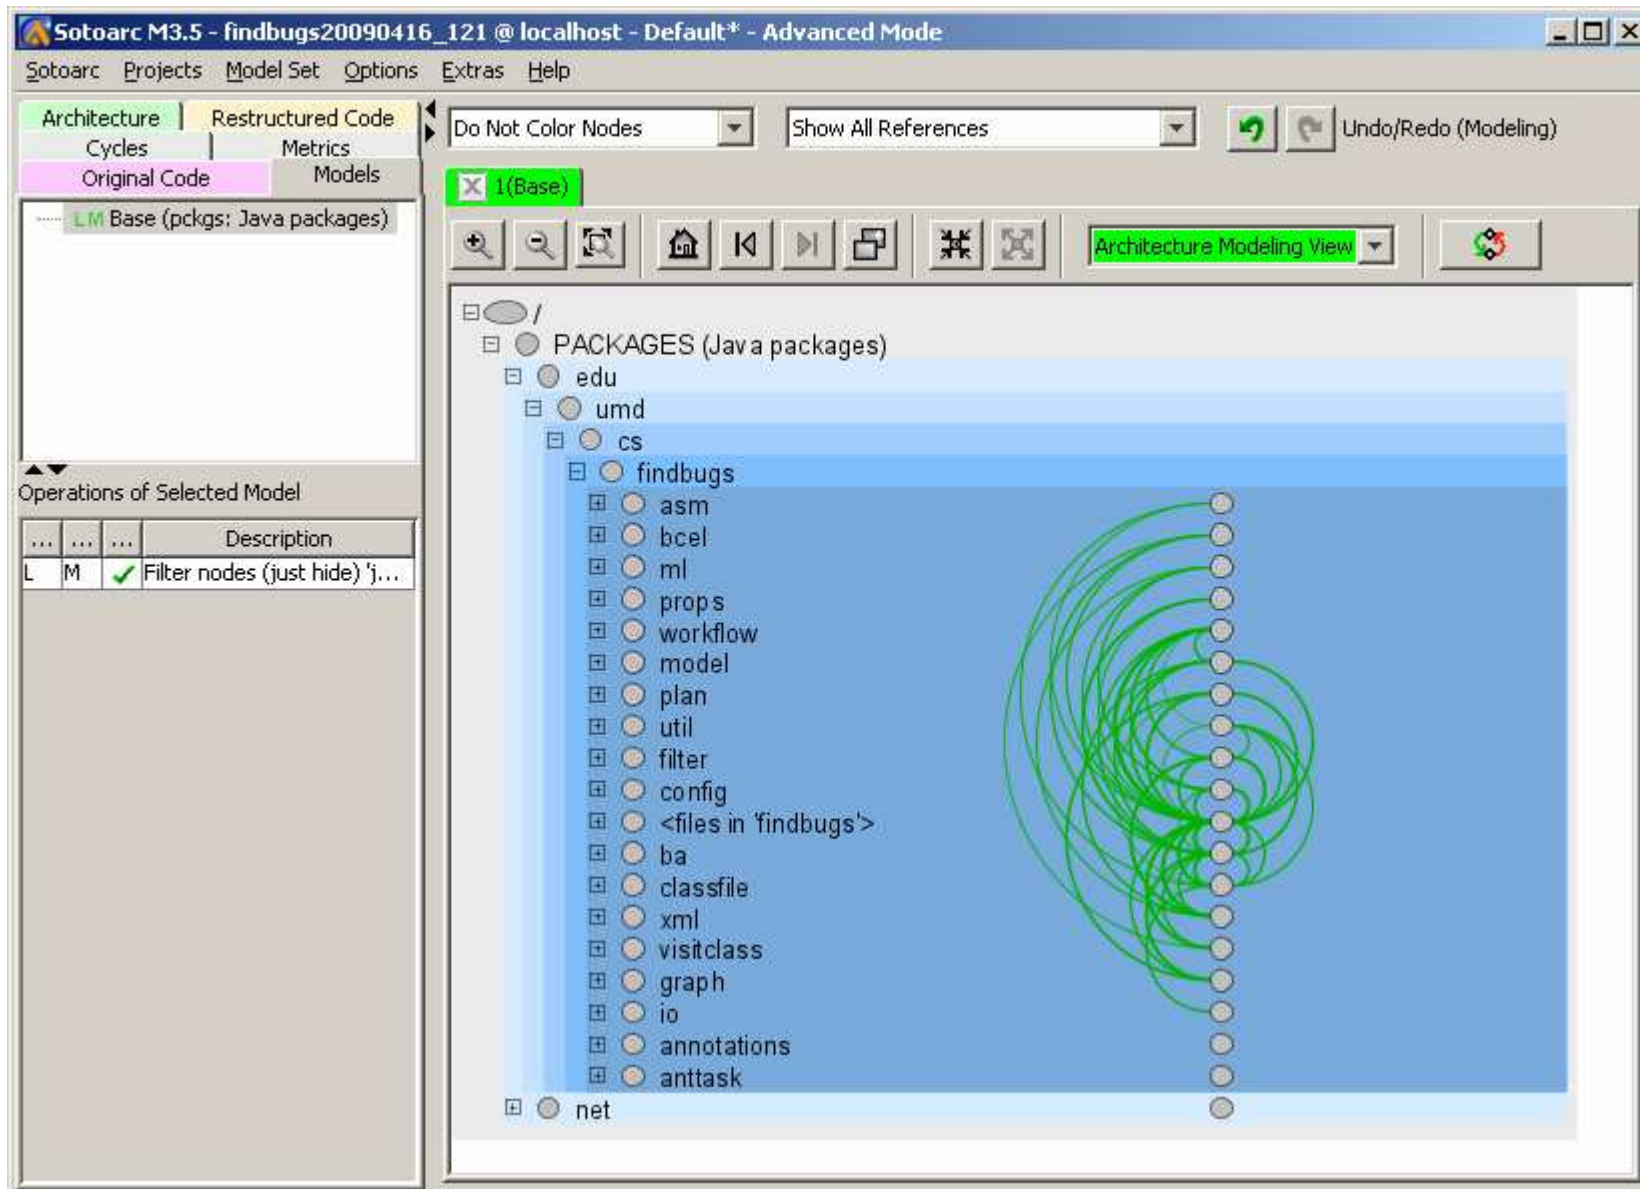 Sotoarc M3.5 - findbugs20090416_121 @ localhost - Default* - Advanced Mode
Sotoarc Projects Model Set Options Extras Help
Architecture Restructured Code
Cycles Metrics
Original Code Models
Do Not Color Nodes Show All References Undo/Redo (Modeling)
1(Base)
LM Base (pckgs: Java packages)
Architecture Modeling View
Operations of Selected Model
... ... ... Description
L M Filter nodes (just hide) 'j...
/
PACKAGES (Java packages)
edu
umd
cs
findbugs
asm
bcel
ml
props
workflow
model
plan
util
filter
config
<files in 'findbugs'>
ba
classfile
xml
visitclass
graph
io
annotations
anttask
net